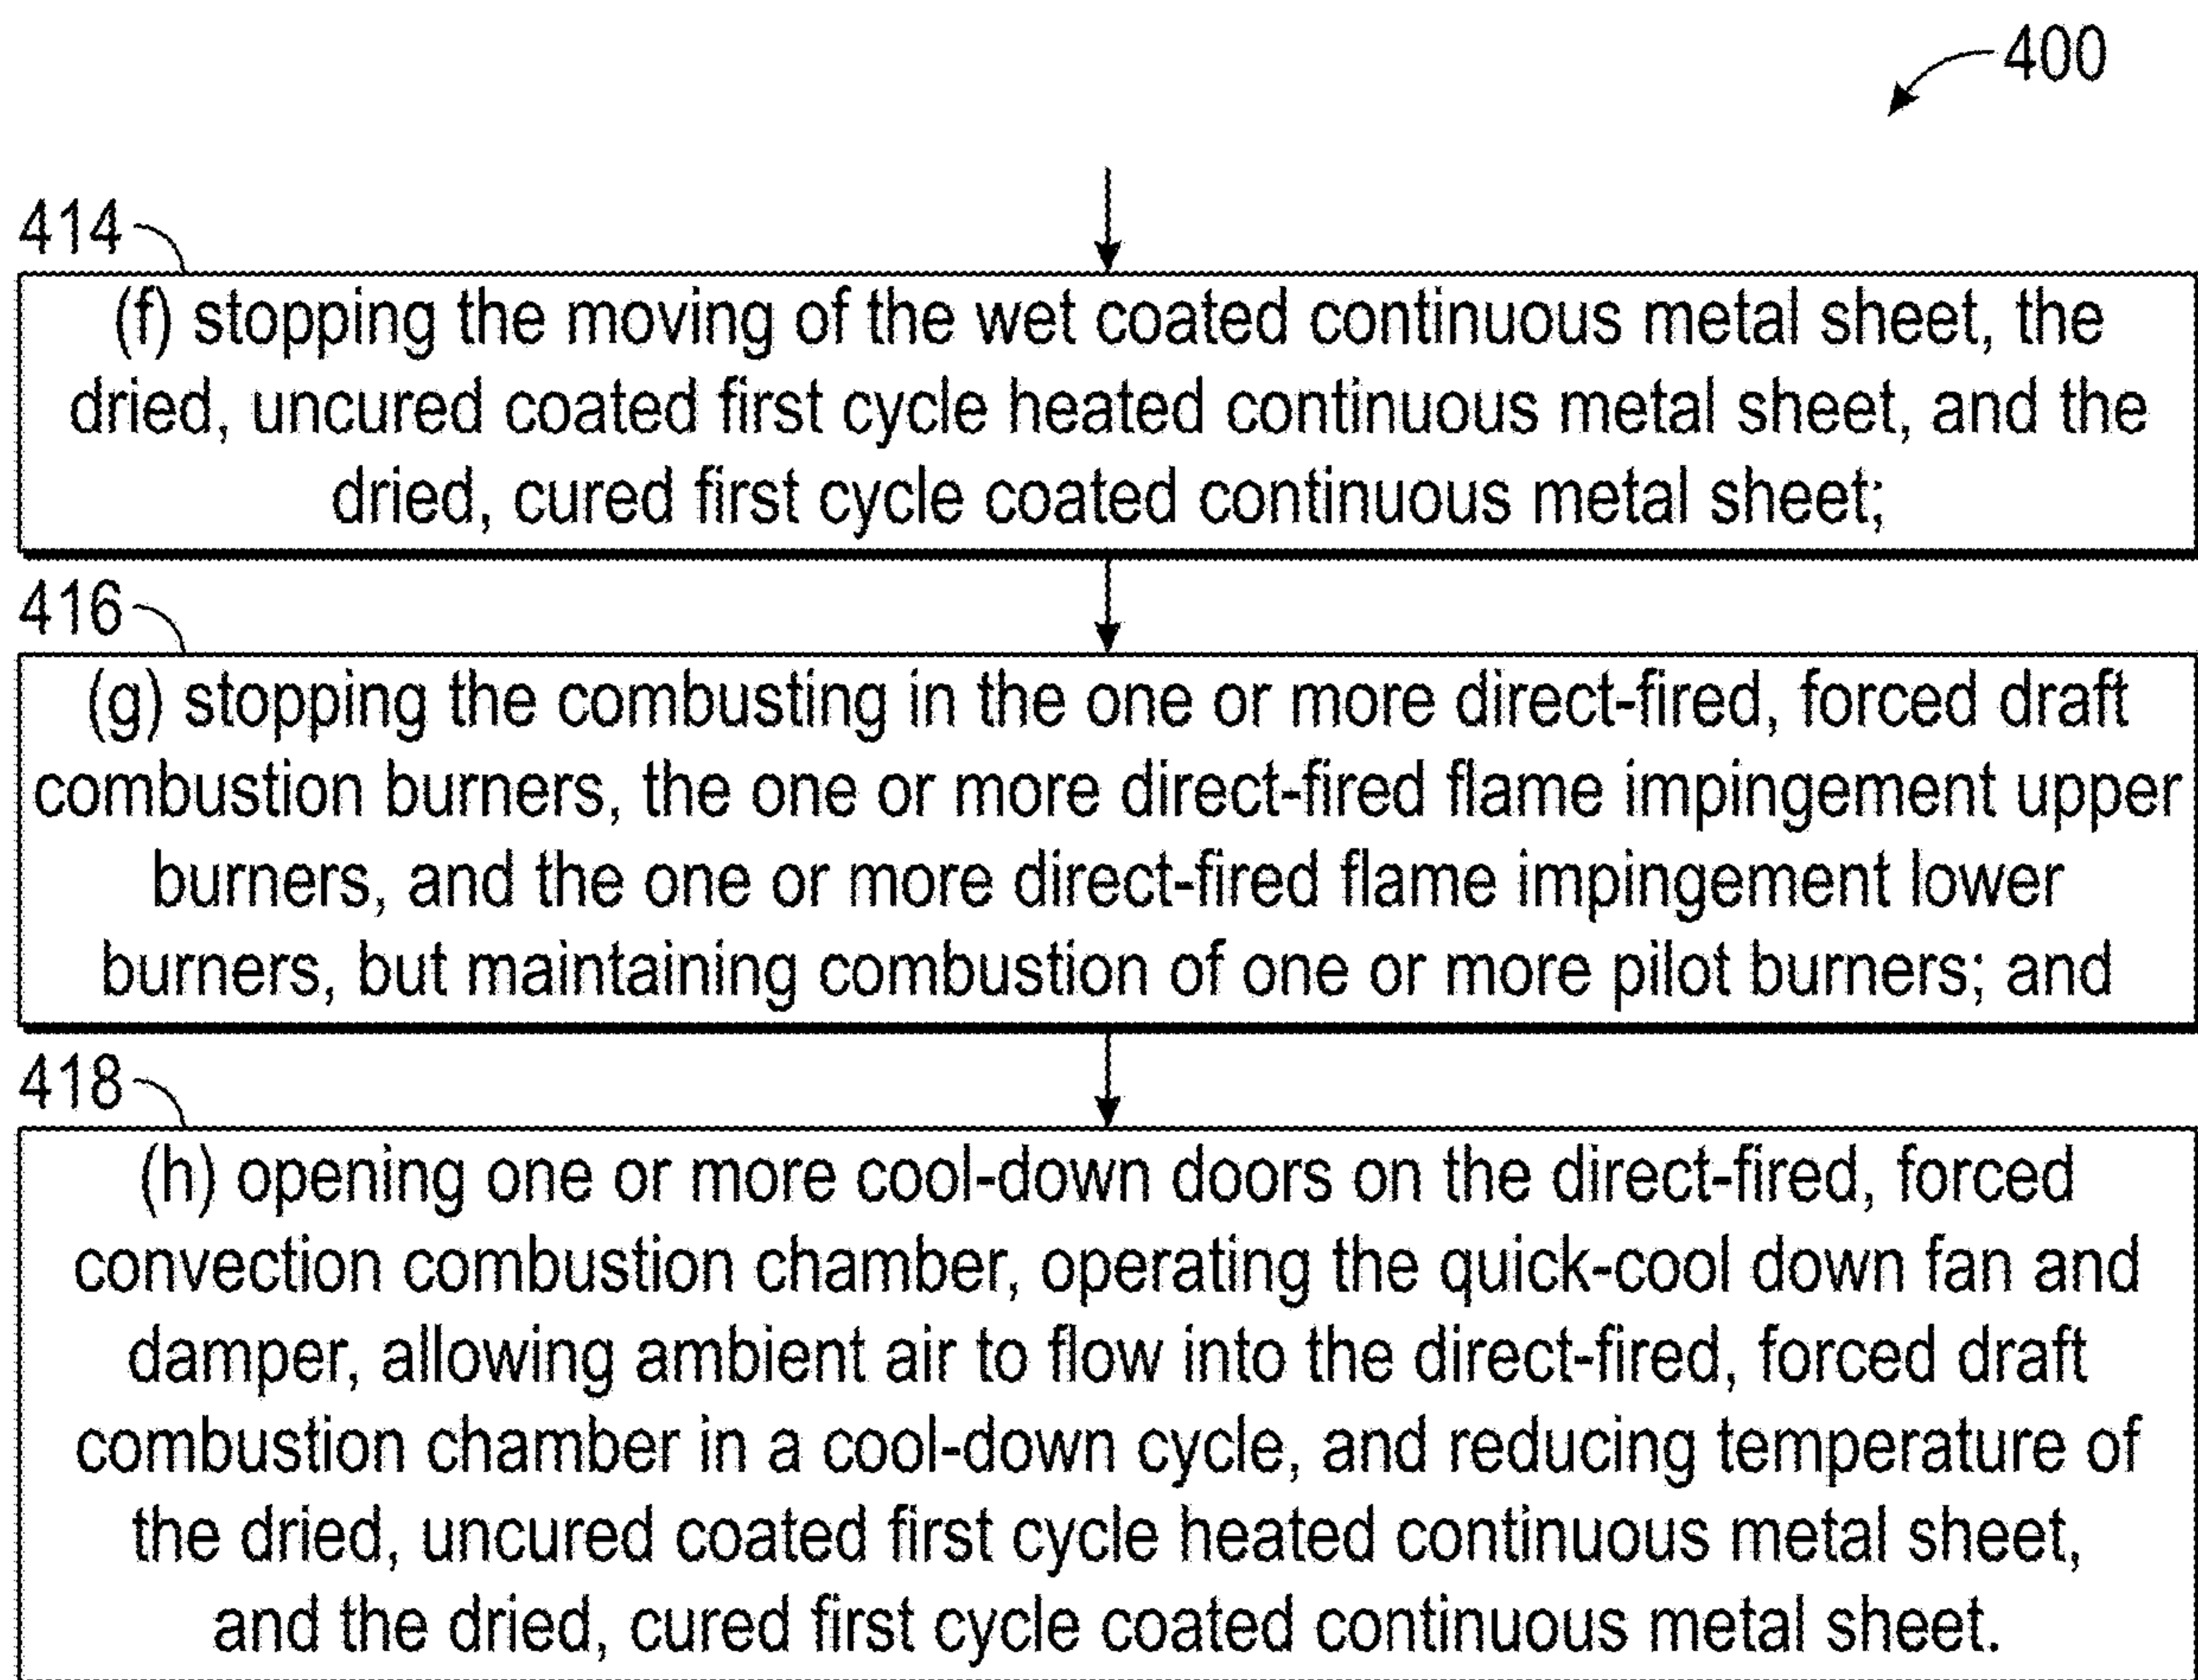 400
414
(f) stopping the moving of the wet coated continuous metal sheet, the
dried, uncured coated first cycle heated continuous metal sheet, and the
dried, cured first cycle coated continuous metal sheet;
416
(g) stopping the combusting in the one or more direct-fired, forced draft
combustion burners, the one or more direct-fired flame impingement upper
burners, and the one or more direct-fired flame impingement lower
burners, but maintaining combustion of one or more pilot burners; and
418
(h) opening one or more cool-down doors on the direct-fired, forced
convection combustion chamber, operating the quick-cool down fan and
damper, allowing ambient air to flow into the direct-fired, forced draft
combustion chamber in a cool-down cycle, and reducing temperature of
the dried, uncured coated first cycle heated continuous metal sheet,
and the dried, cured first cycle coated continuous metal sheet.